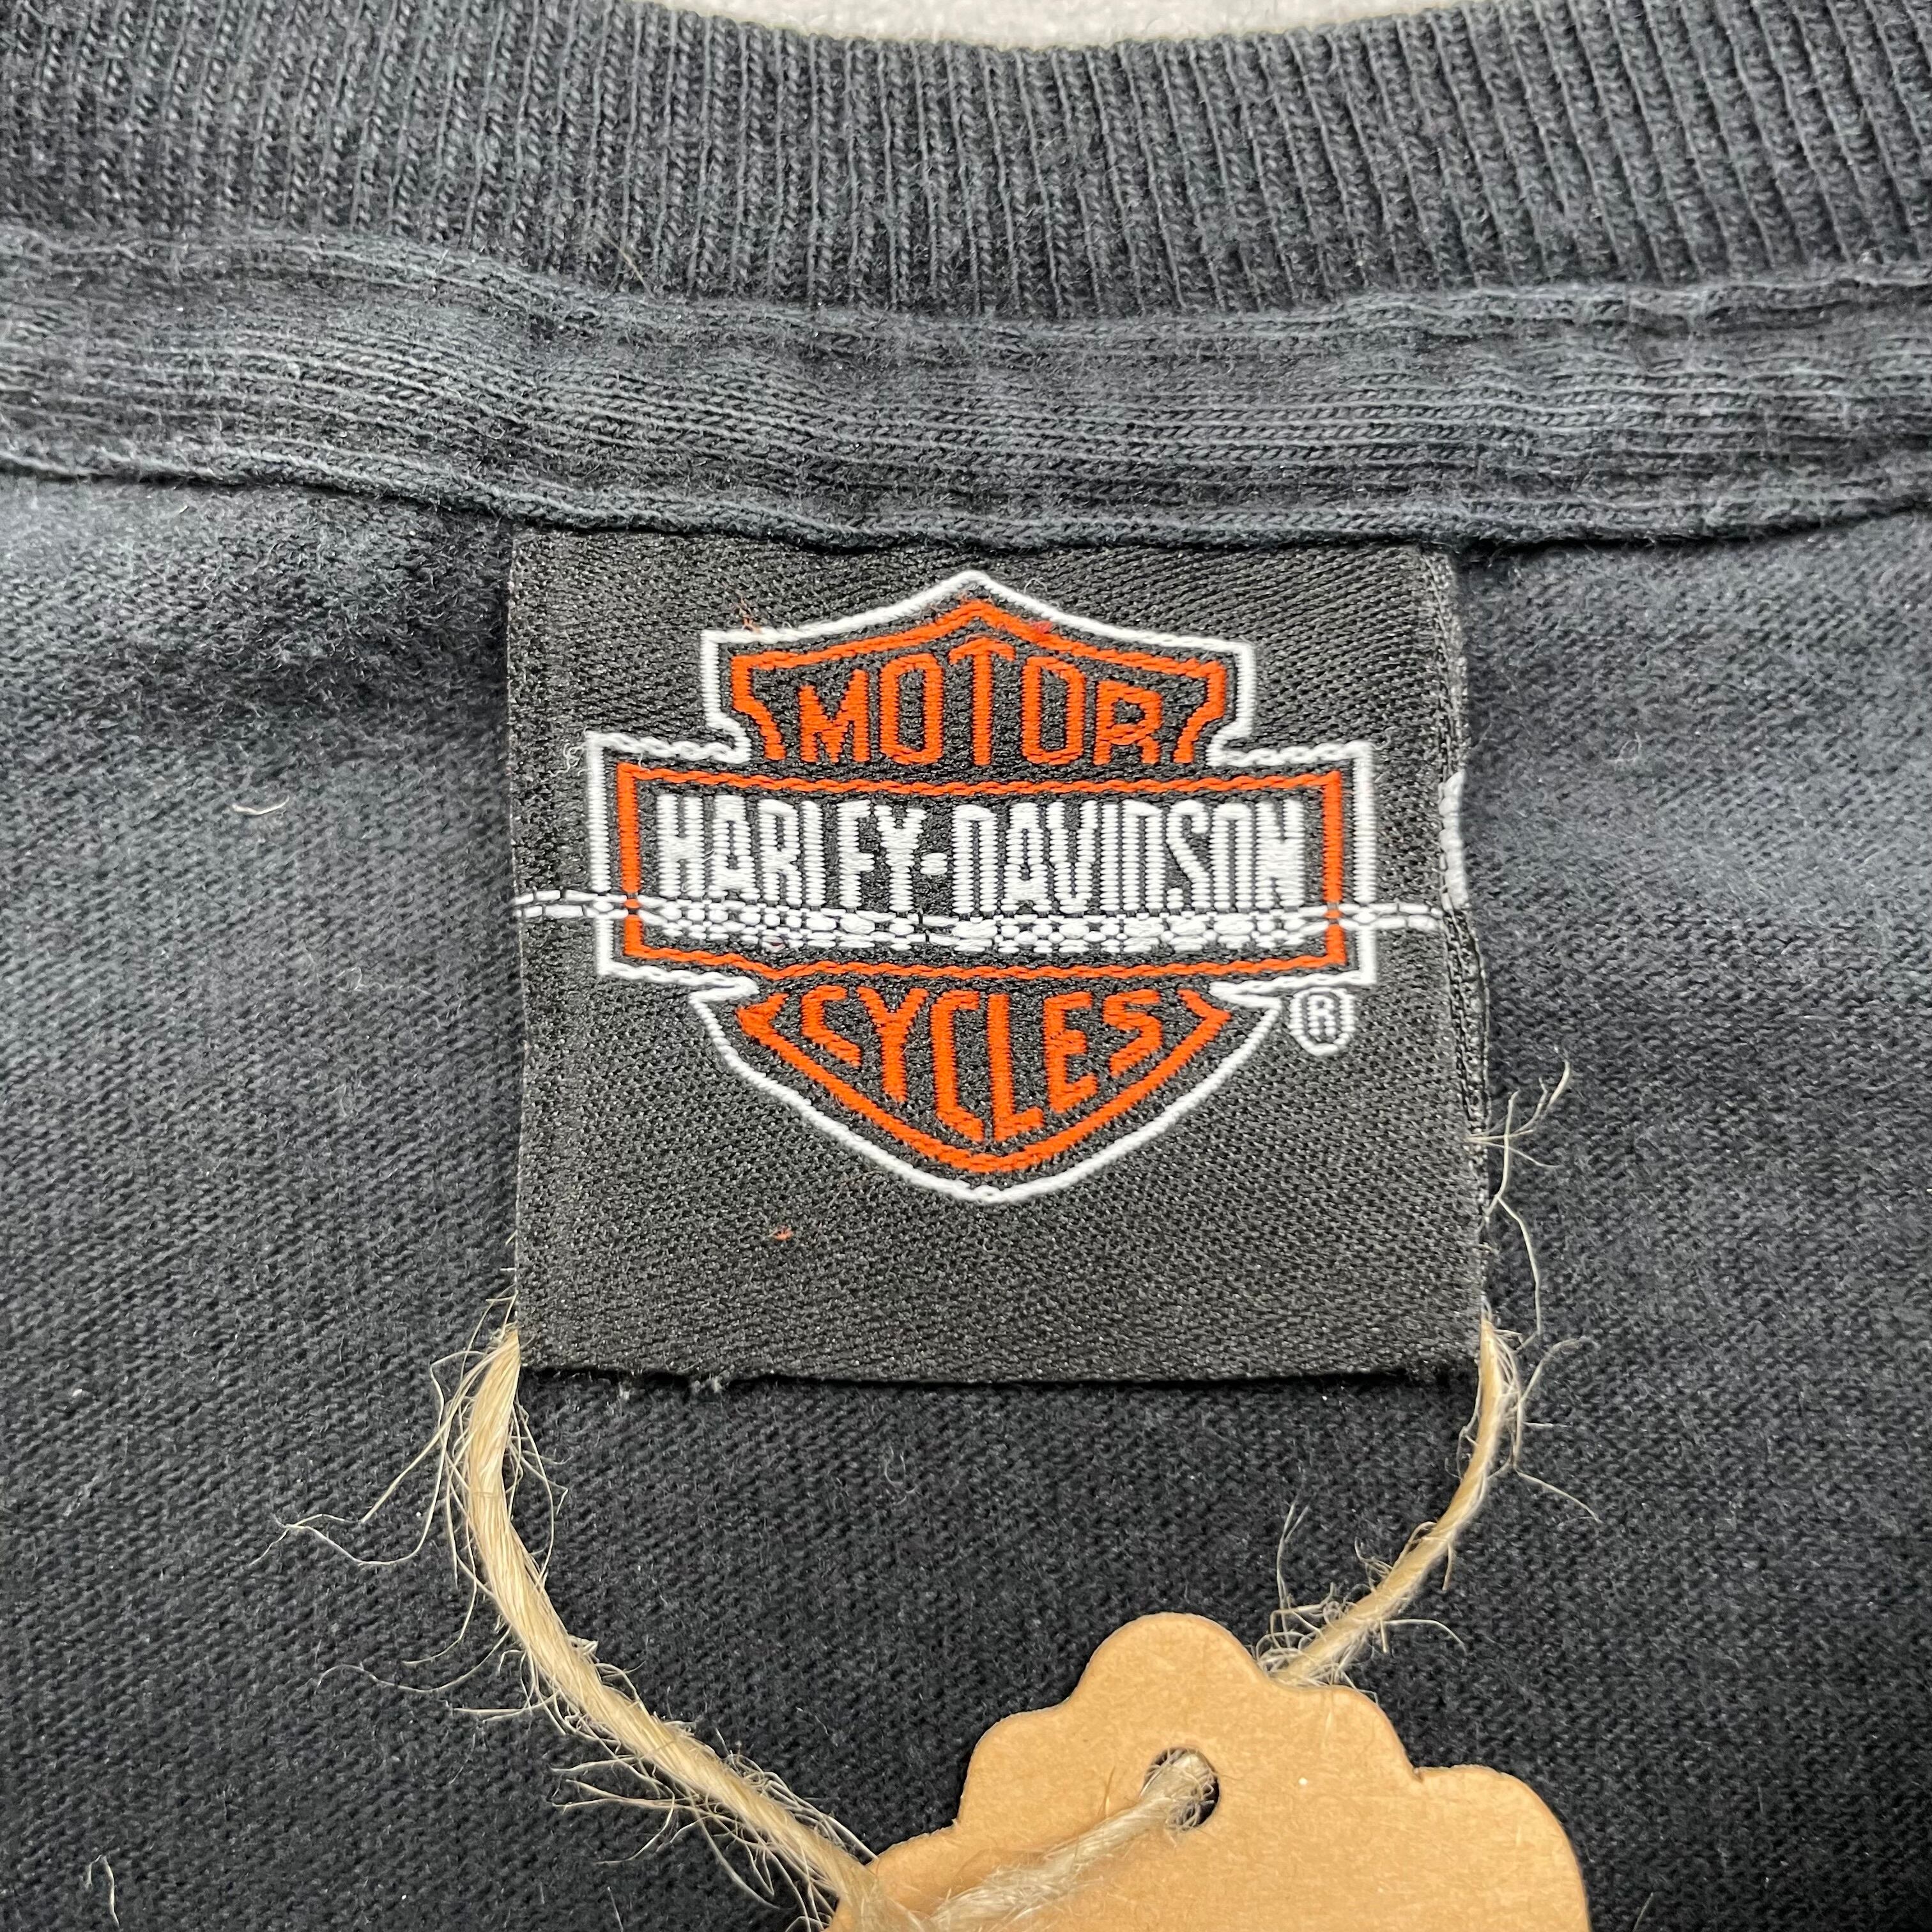 MOTOR
HARLEY-DAVIDSON
CYCLES
®